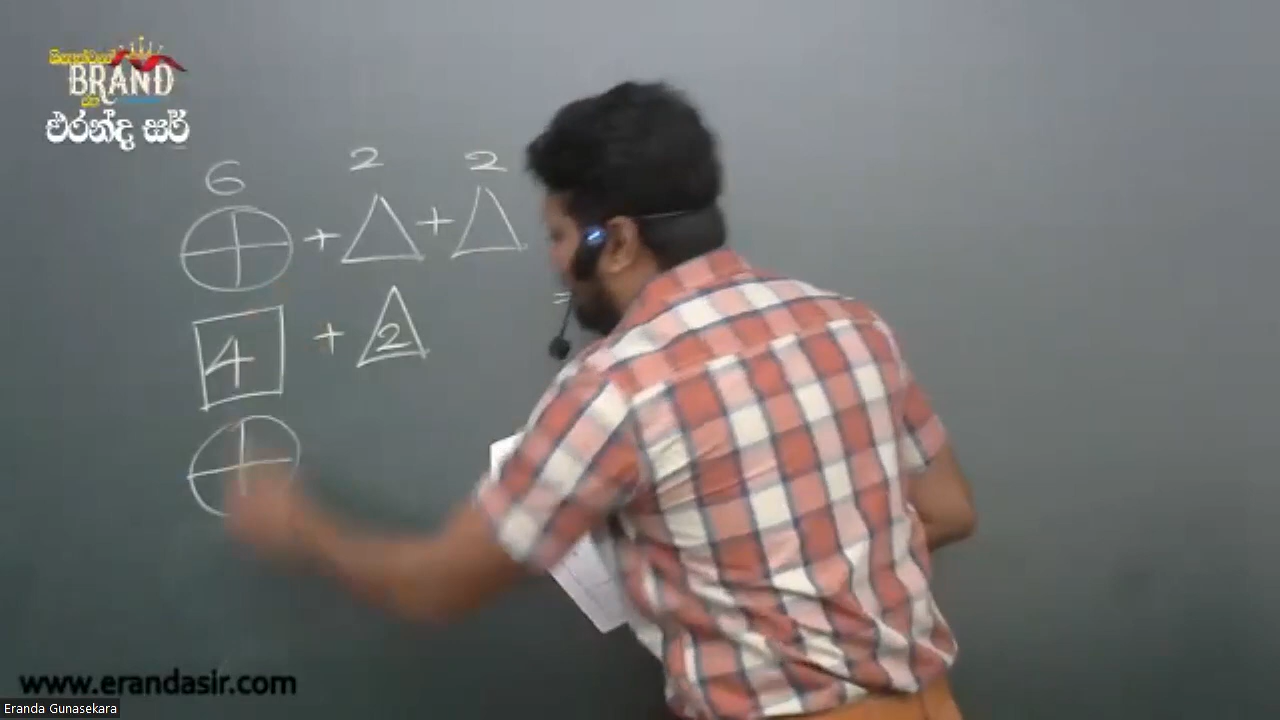 BRAND
එරන්ද සර්
6 2 2
+ +
=
4 + 2
www.erandasir.com
Eranda Gunasekara